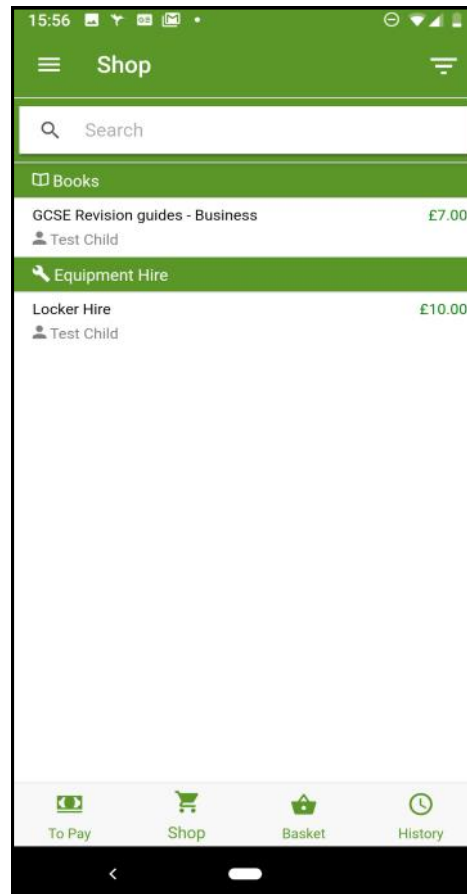 15:56
Shop
Search
Books
GCSE Revision guides - Business £7.00
Test Child
Equipment Hire
Locker Hire £10.00
Test Child
To Pay Shop Basket History